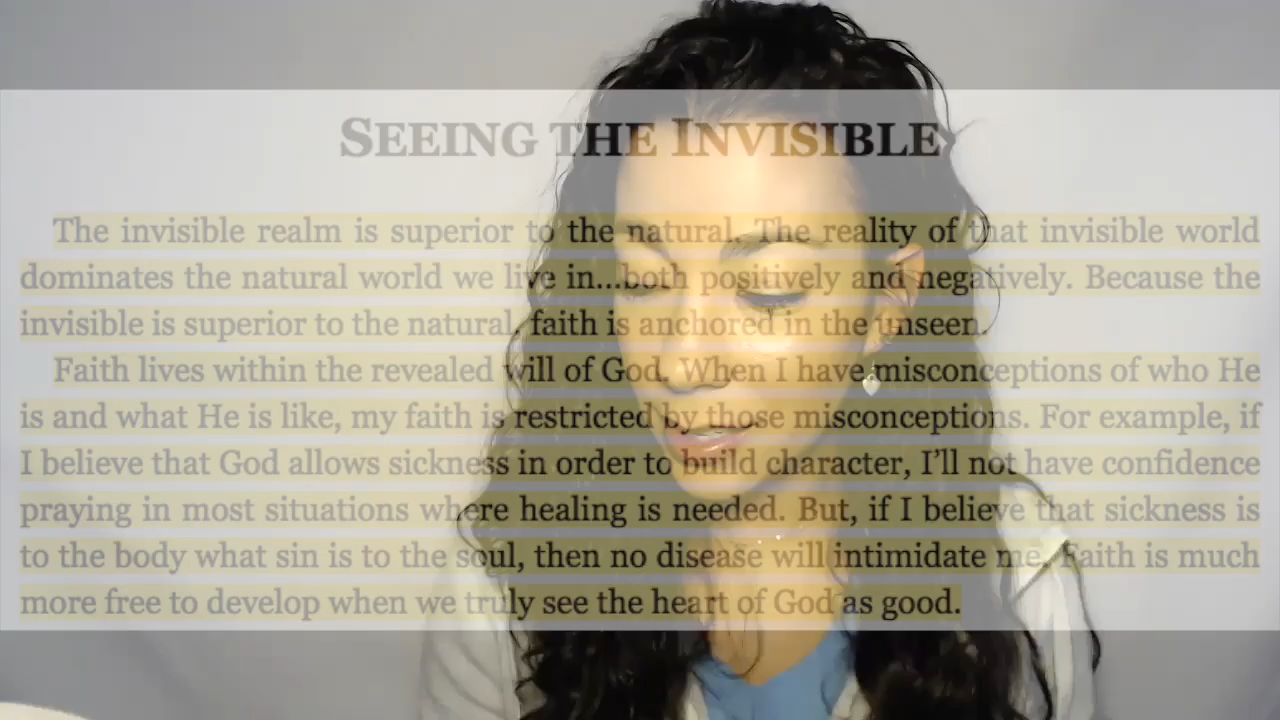 SEEING THE INVISIBLE
The invisible realm is superior to the natural. The reality of that invisible world
dominates the natural world we live in...both positively and negatively. Because the
invisible is superior to the natural, faith is anchored in the unseen.
Faith lives within the revealed will of God. When I have misconceptions of who He
is and what He is like, my faith is restricted by those misconceptions. For example, if
I believe that God allows sickness in order to build character, I’ll not have confidence
praying in most situations where healing is needed. But, if I believe that sickness is
to the body what sin is to the soul, then no disease will intimidate me. Faith is much
more free to develop when we truly see the heart of God as good.